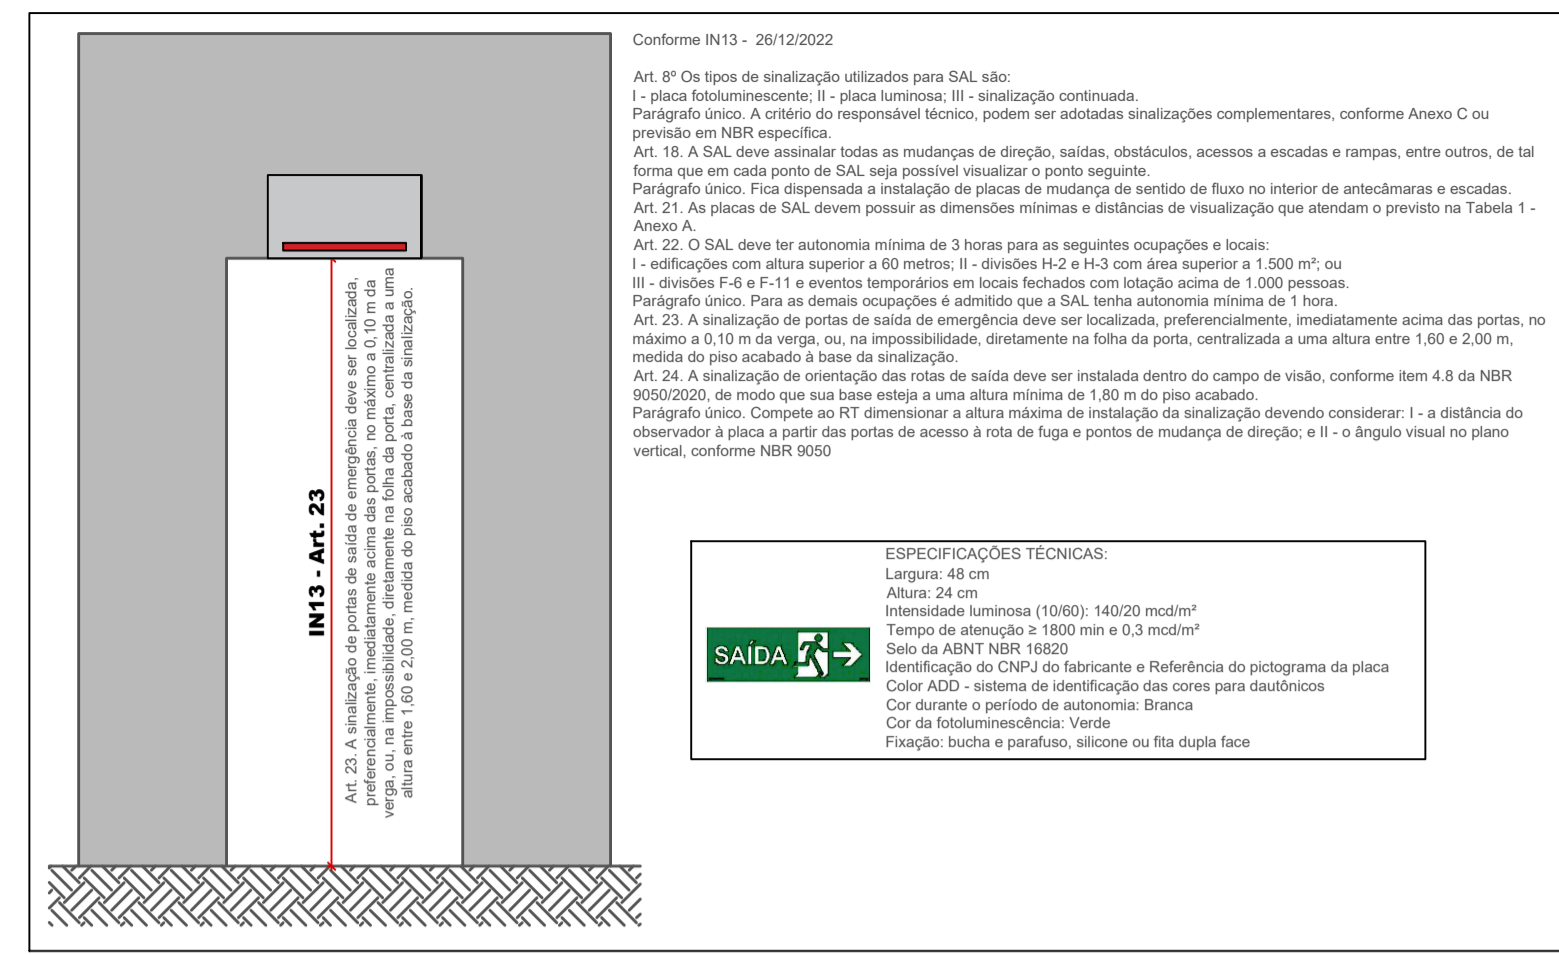 Conforme IN13 - 26/12/2022
Art. 8º Os tipos de sinalização utilizados para SAL são:
I - placa fotoluminescente; II - placa luminosa; III - sinalização continuada.
Parágrafo único. A critério do responsável técnico, podem ser adotadas sinalizações complementares, conforme Anexo C ou
previsão em NBR específica.
Art. 18. A SAL deve assinalar todas as mudanças de direção, saídas, obstáculos, acessos a escadas e rampas, entre outros, de tal
forma que em cada ponto de SAL seja possível visualizar o ponto seguinte.
Parágrafo único. Fica dispensada a instalação de placas de mudança de sentido de fluxo no interior de antecâmaras e escadas.
Art. 21. As placas de SAL devem possuir as dimensões mínimas e distâncias de visualização que atendam o previsto na Tabela 1 -
Anexo A.
Art. 22. O SAL deve ter autonomia mínima de 3 horas para as seguintes ocupações e locais:
I - edificações com altura superior a 60 metros; II - divisões H-2 e H-3 com área superior a 1.500 m²; ou
III - divisões F-6 e F-11 e eventos temporários em locais fechados com lotação acima de 1.000 pessoas.
Parágrafo único. Para as demais ocupações é admitido que a SAL tenha autonomia mínima de 1 hora.
Art. 23. A sinalização de portas de saída de emergência deve ser localizada, preferencialmente, imediatamente acima das portas, no
máximo a 0,10 m da verga, ou, na impossibilidade, diretamente na folha da porta, centralizada a uma altura entre 1,60 e 2,00 m,
medida do piso acabado à base da sinalização.
Art. 24. A sinalização de orientação das rotas de saída deve ser instalada dentro do campo de visão, conforme item 4.8 da NBR
9050/2020, de modo que sua base esteja a uma altura mínima de 1,80 m do piso acabado.
Parágrafo único. Compete ao RT dimensionar a altura máxima de instalação da sinalização devendo considerar: I - a distância do
observador à placa a partir das portas de acesso à rota de fuga e pontos de mudança de direção; e II - o ângulo visual no plano
vertical, conforme NBR 9050
IN13 - Art. 23
Art. 23. A sinalização de portas de saída de emergência deve ser localizada,
preferencialmente, imediatamente acima das portas, no máximo a 0,10 m da
verga, ou, na impossibilidade, diretamente na folha da porta, centralizada a uma
altura entre 1,60 e 2,00 m, medida do piso acabado à base da sinalização.
SAÍDA
ESPECIFICAÇÕES TÉCNICAS:
Largura: 48 cm
Altura: 24 cm
Intensidade luminosa (10/60): 140/20 mcd/m²
Tempo de atenução ≥ 1800 min e 0,3 mcd/m²
Selo da ABNT NBR 16820
Identificação do CNPJ do fabricante e Referência do pictograma da placa
Color ADD - sistema de identificação das cores para dautônicos
Cor durante o período de autonomia: Branca
Cor da fotoluminescência: Verde
Fixação: bucha e parafuso, silicone ou fita dupla face